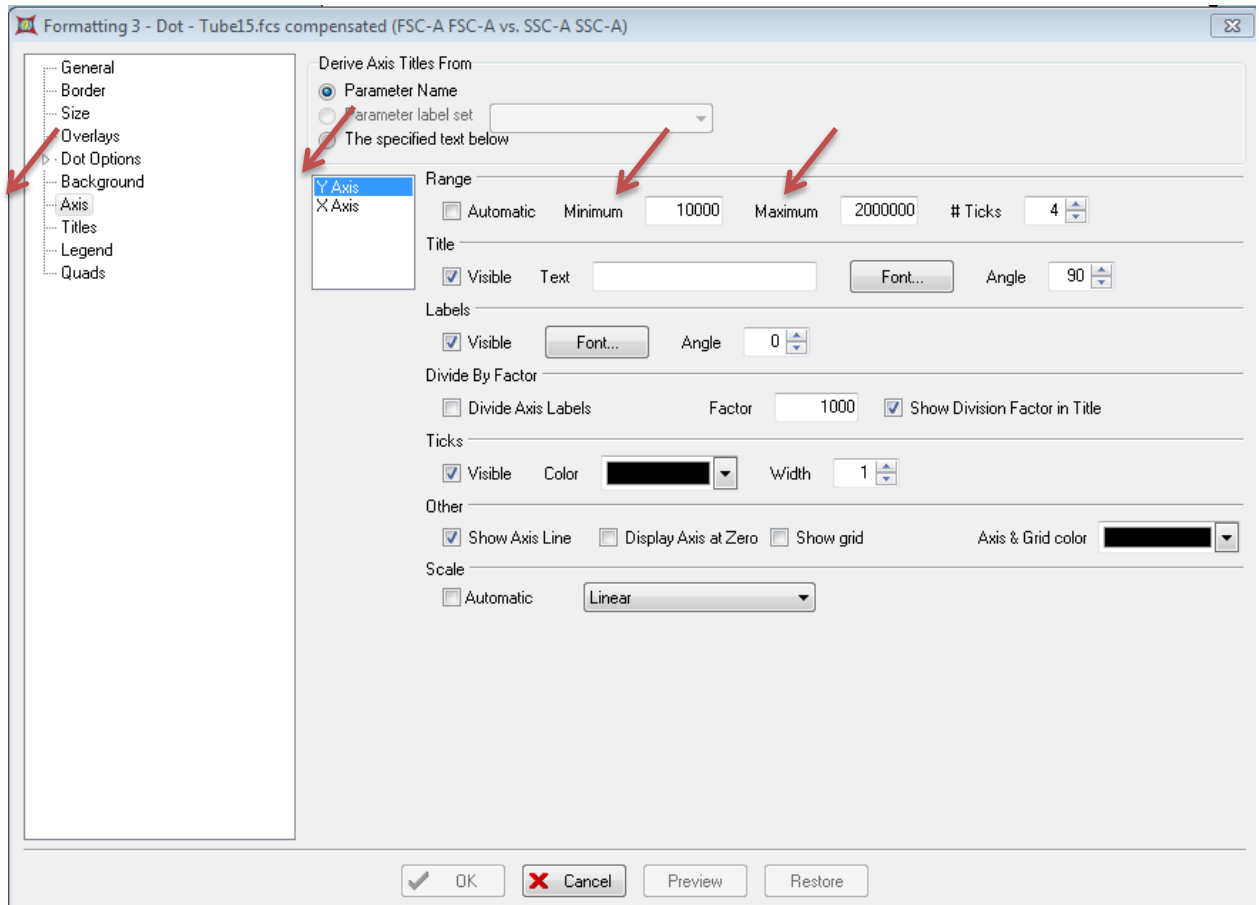 Formatting 3 - Dot - Tube15.fcs compensated (FSC-A FSC-A vs. SSC-A SSC-A)
General
Border
Size
Overlays
Dot Options
Background
Axis
Titles
Legend
Quads
Derive Axis Titles From
Parameter Name
Parameter label set
The specified text below
Y Axis
X Axis
Range
Automatic Minimum 10000 Maximum 2000000 # Ticks 4
Title
Visible Text Font... Angle 90
Labels
Visible Font... Angle 0
Divide By Factor
Divide Axis Labels Factor 1000 Show Division Factor in Title
Ticks
Visible Color Width 1
Other
Show Axis Line Display Axis at Zero Show grid Axis & Grid color
Scale
Automatic Linear
OK Cancel Preview Restore